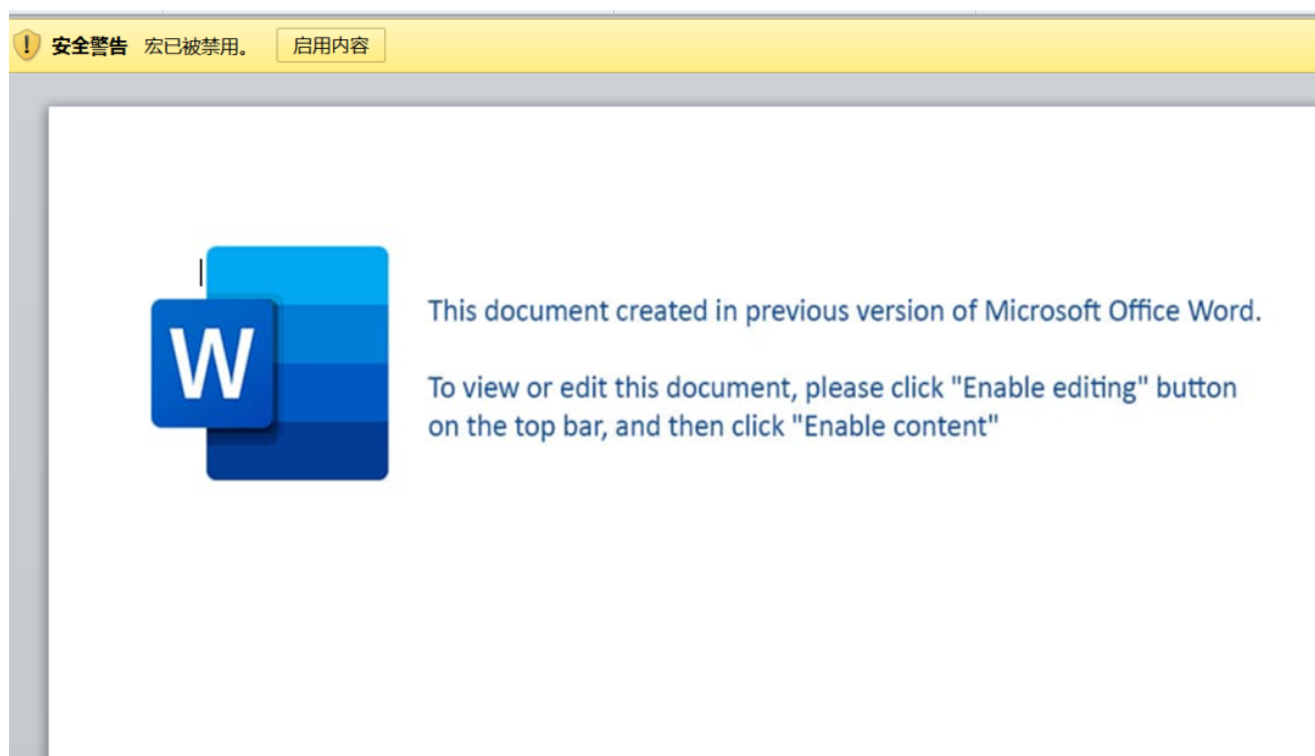 安全警告 宏已被禁用。 启用内容
W
This document created in previous version of Microsoft Office Word.
To view or edit this document, please click "Enable editing" button
on the top bar, and then click "Enable content"